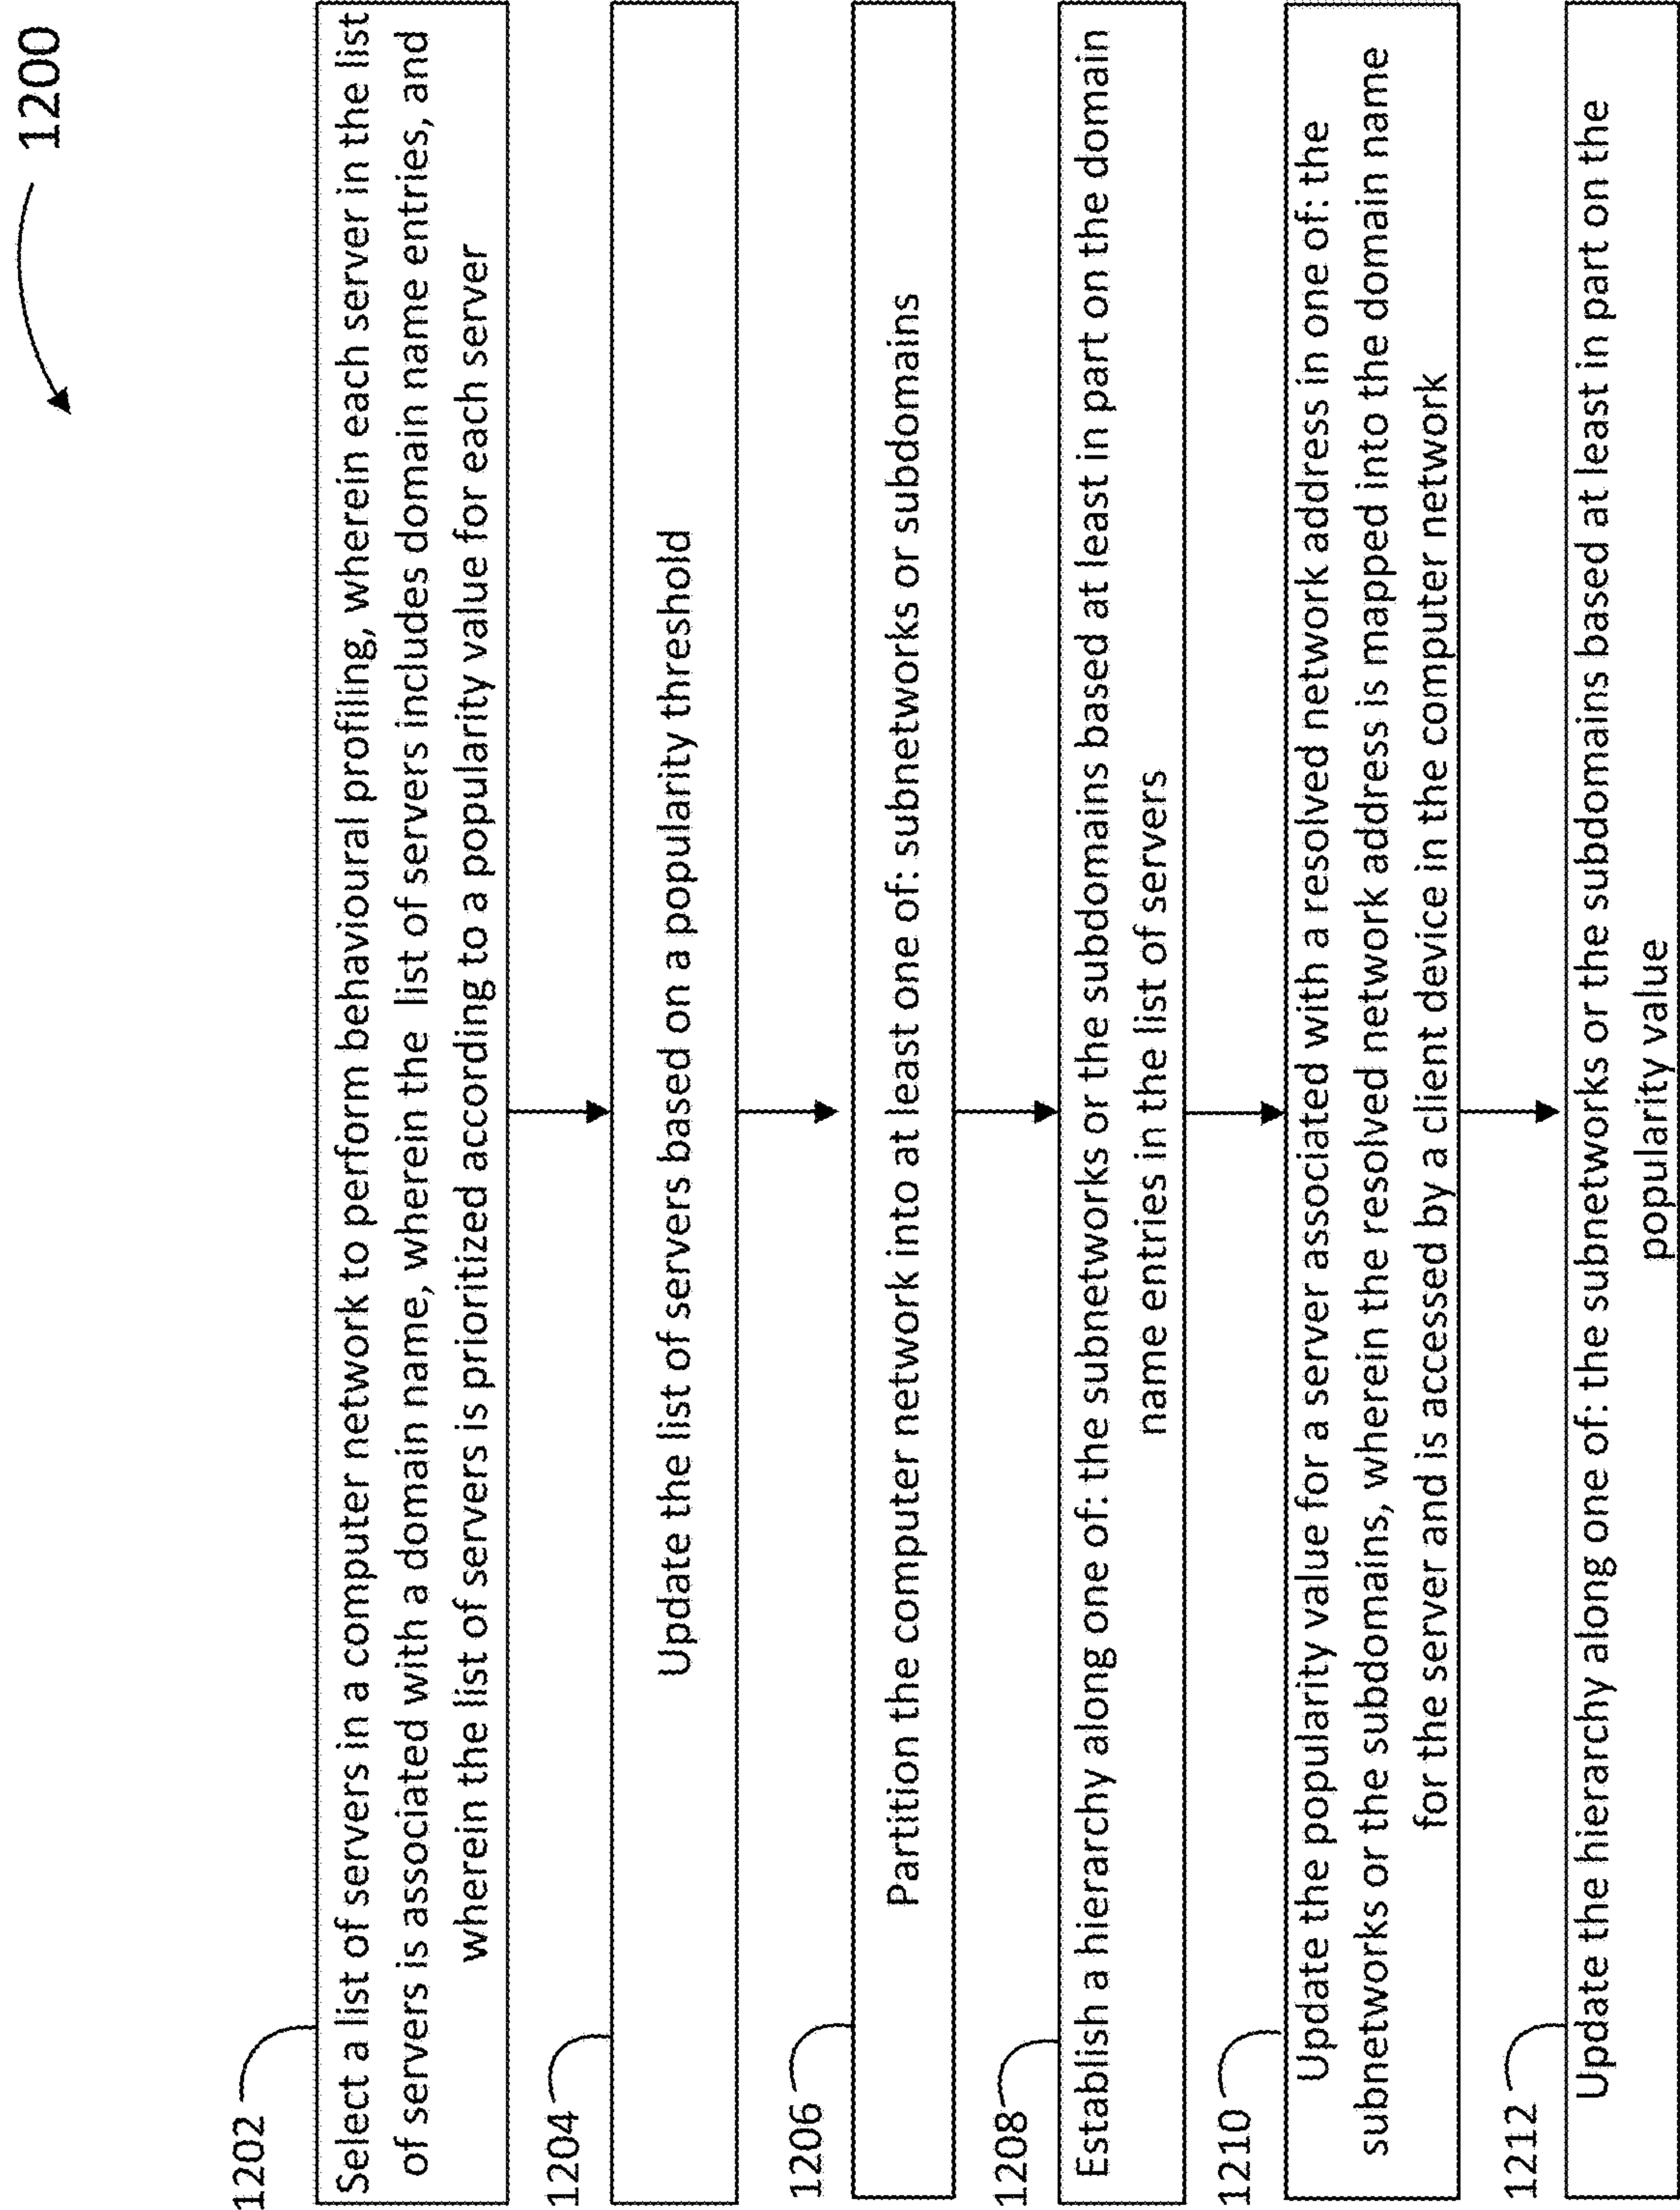 1200
1202
Select a list of servers in a computer network to perform behavioural profiling, wherein each server in the list
of servers is associated with a domain name, wherein the list of servers includes domain name entries, and
wherein the list of servers is prioritized according to a popularity value for each server
1204
Update the list of servers based on a popularity threshold
1206
Partition the computer network into at least one of: subnetworks or subdomains
1208
Establish a hierarchy along one of: the subnetworks or the subdomains based at least in part on the domain
name entries in the list of servers
1210
Update the popularity value for a server associated with a resolved network address in one of: the
subnetworks or the subdomains, wherein the resolved network address is mapped into the domain name
for the server and is accessed by a client device in the computer network
1212
Update the hierarchy along one of: the subnetworks or the subdomains based at least in part on the
popularity value